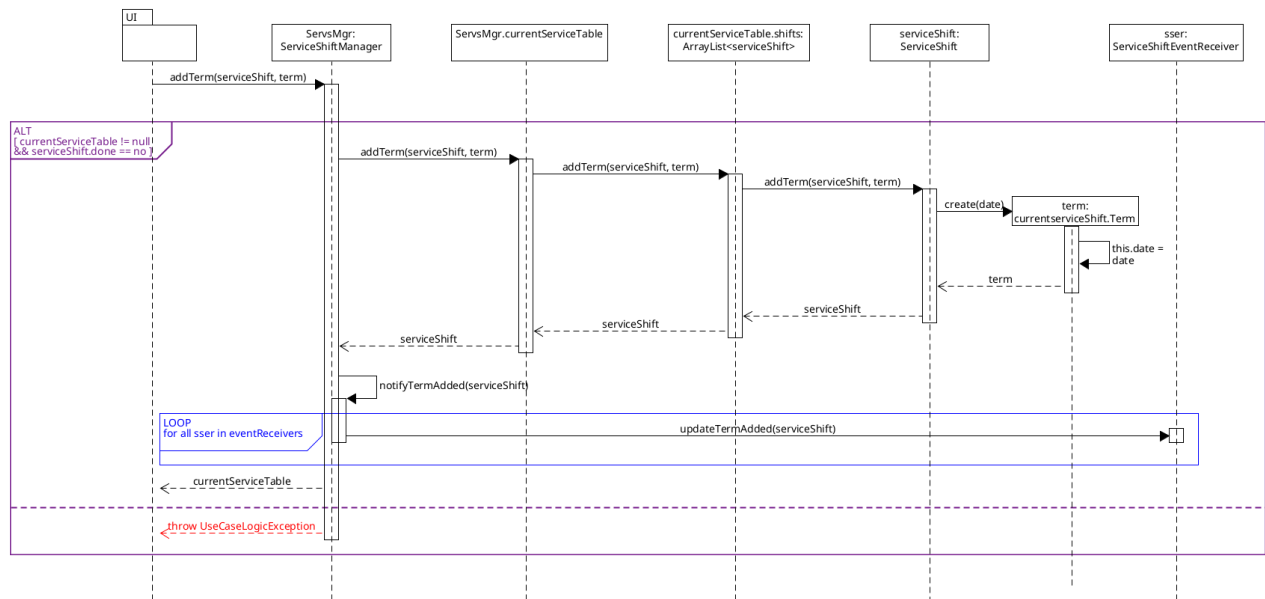 UI
ServsMgr:
ServiceShiftManager
ServsMgr.currentServiceTable
currentServiceTable.shifts:
ArrayList<serviceShift>
serviceShift:
ServiceShift
sser:
ServiceShiftEventReceiver
addTerm(serviceShift, term)
ALT
[ currentServiceTable != null
&& serviceShift.done == no ]
addTerm(serviceShift, term)
addTerm(serviceShift, term)
addTerm(serviceShift, term)
create(date)
term:
currentserviceShift.Term
this.date =
date
term
serviceShift
serviceShift
serviceShift
notifyTermAdded(serviceShift)
LOOP
for all sser in eventReceivers
updateTermAdded(serviceShift)
currentServiceTable
throw UseCaseLogicException